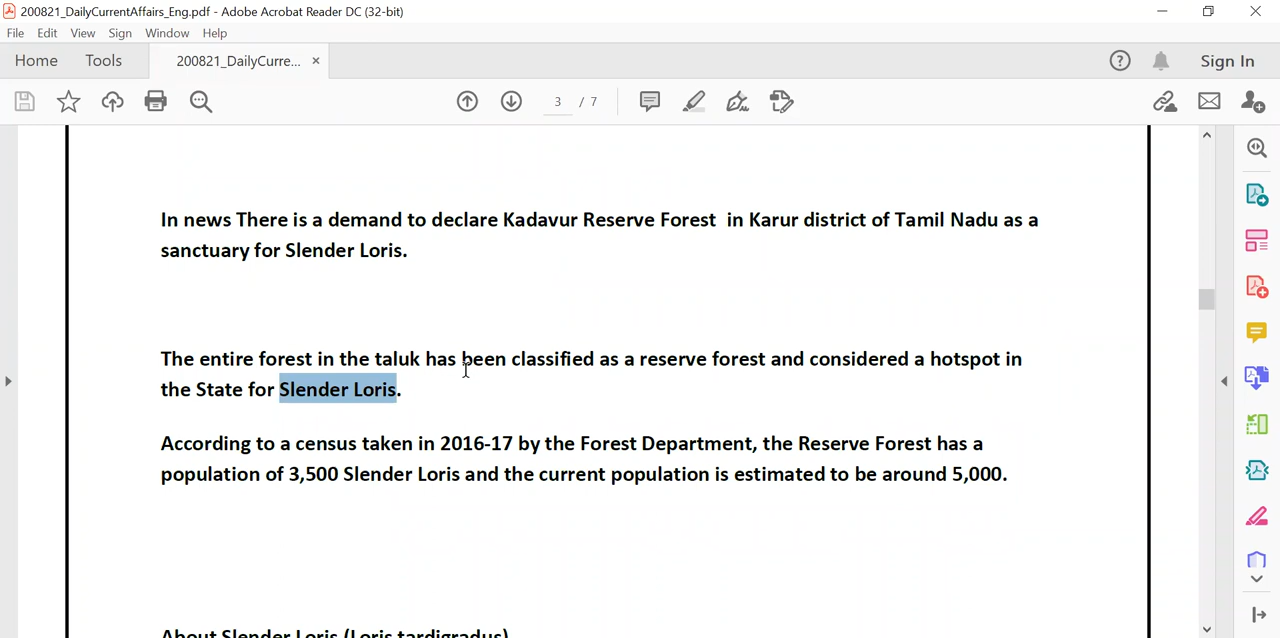 200821_DailyCurrentAffairs_Eng.pdf - Adobe Acrobat Reader DC (32-bit)
File Edit View Sign Window Help
Home Tools 200821_DailyCurre... × Sign In
3 / 7
In news There is a demand to declare Kadavur Reserve Forest in Karur district of Tamil Nadu as a
sanctuary for Slender Loris.
The entire forest in the taluk has been classified as a reserve forest and considered a hotspot in
the State for Slender Loris.
According to a census taken in 2016-17 by the Forest Department, the Reserve Forest has a
population of 3,500 Slender Loris and the current population is estimated to be around 5,000.
About Slender Loris (Loris tardigradus)